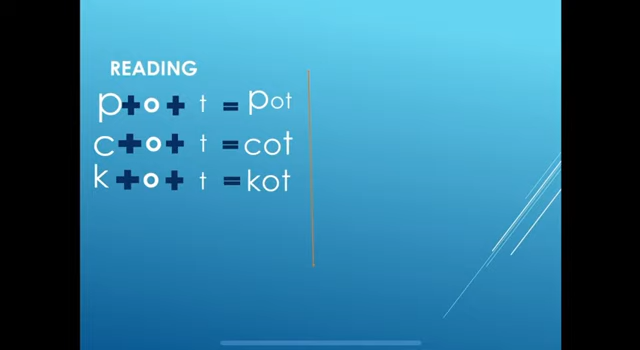 READING
p+o+ t = pot
c+o+ t =cot
k +o+ t =kot